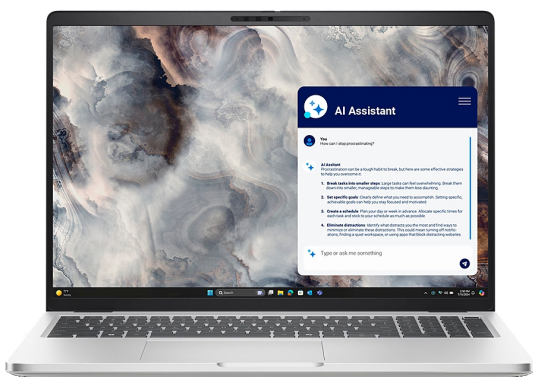 AI Assistant
You
How can I stop procrastinating?
AI Assitant
Procrastination can be a tough habit to break, but here are some effective strategies
to help you overcome it
1. Break tasks into smaller steps: Large tasks can feel overwhelming. Break them
down into smaller, manageable steps to make them less daunting.
2. Set specific goals: Clearly define what you need to accomplish. Setting specific,
achievable goals can help you stay focused and motivated
3. Create a schedule: Plan your day or week in advance. Allocate specific times for
each task and stick to your schedule as much as possible.
4. Eliminate distractions: Identify what distracts you the most and find ways to
minimize or eliminate these distractions. This could mean turning off notifi-
ations, finding a quiet workspace, or using apps that block distracting websites
Type or ask me something
Search